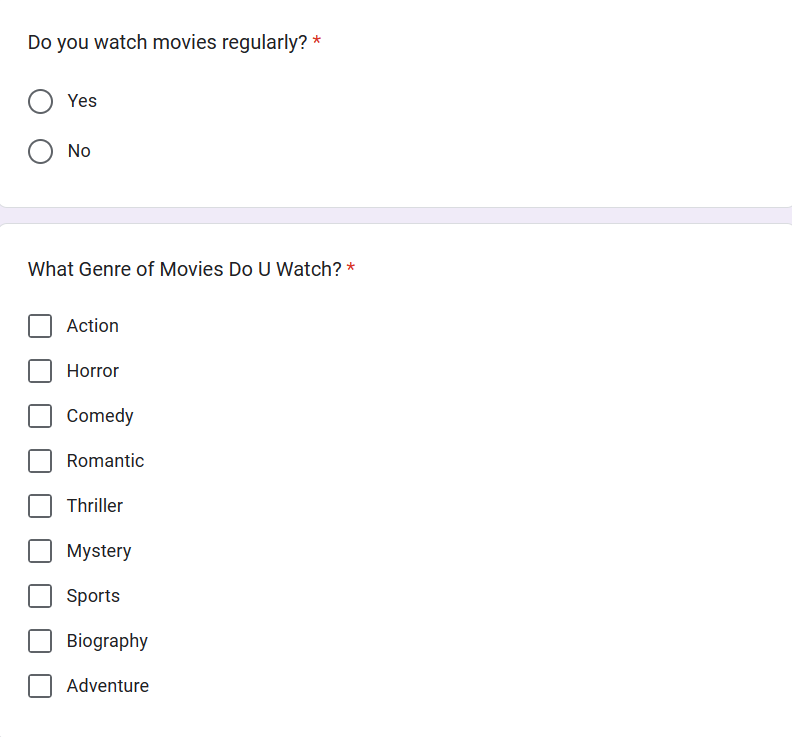 Do you watch movies regularly? *
Yes
No
What Genre of Movies Do U Watch? *
Action
Horror
Comedy
Romantic
Thriller
Mystery
Sports
Biography
Adventure